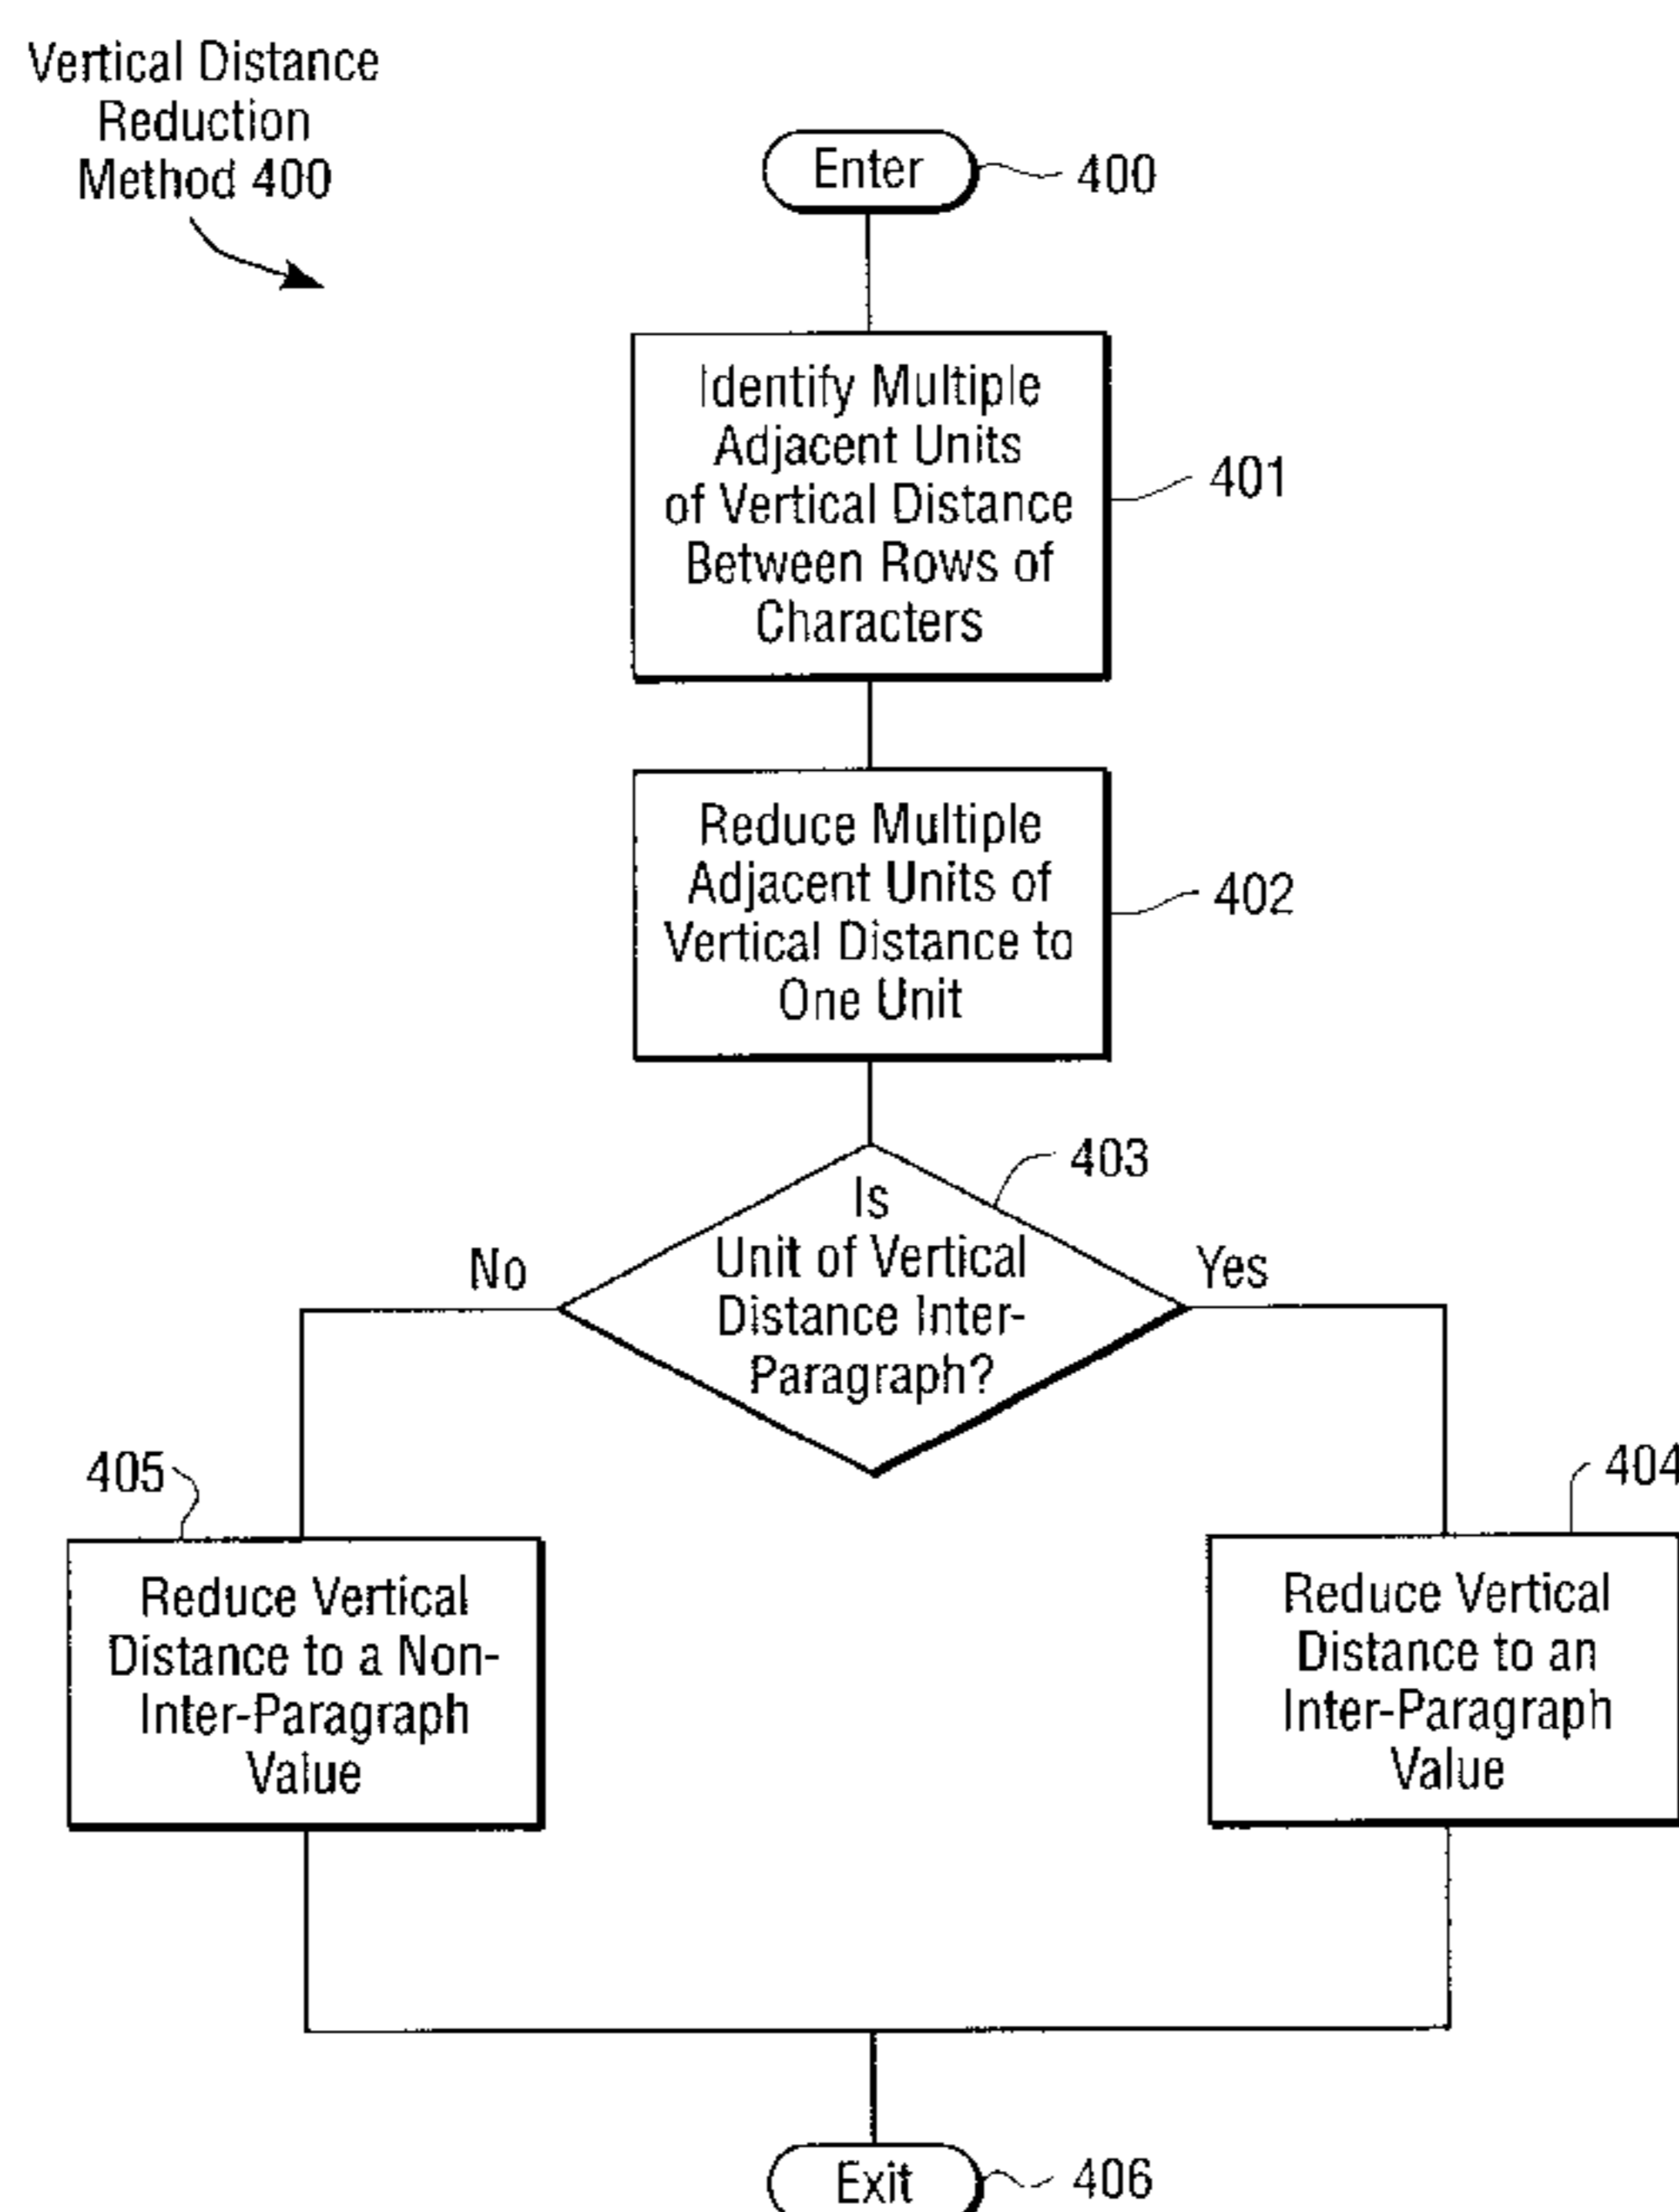 Vertical Distance
Reduction
Method 400
Enter
400
Identify Multiple
Adjacent Units
of Vertical Distance
Between Rows of
Characters
401
Reduce Multiple
Adjacent Units of
Vertical Distance to
One Unit
402
403
Is
Unit of Vertical
Distance Inter-
Paragraph?
No
Yes
405
Reduce Vertical
Distance to a Non-
Inter-Paragraph
Value
404
Reduce Vertical
Distance to an
Inter-Paragraph
Value
Exit
406